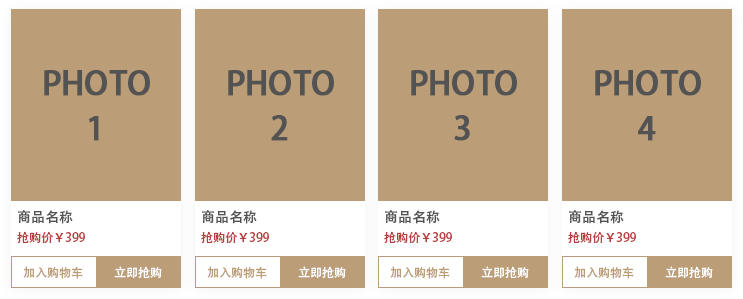 PHOTO
1
商品名称
抢购价￥399
加入购物车
立即抢购
PHOTO
2
商品名称
抢购价￥399
加入购物车
立即抢购
PHOTO
3
商品名称
抢购价￥399
加入购物车
立即抢购
PHOTO
4
商品名称
抢购价￥399
加入购物车
立即抢购